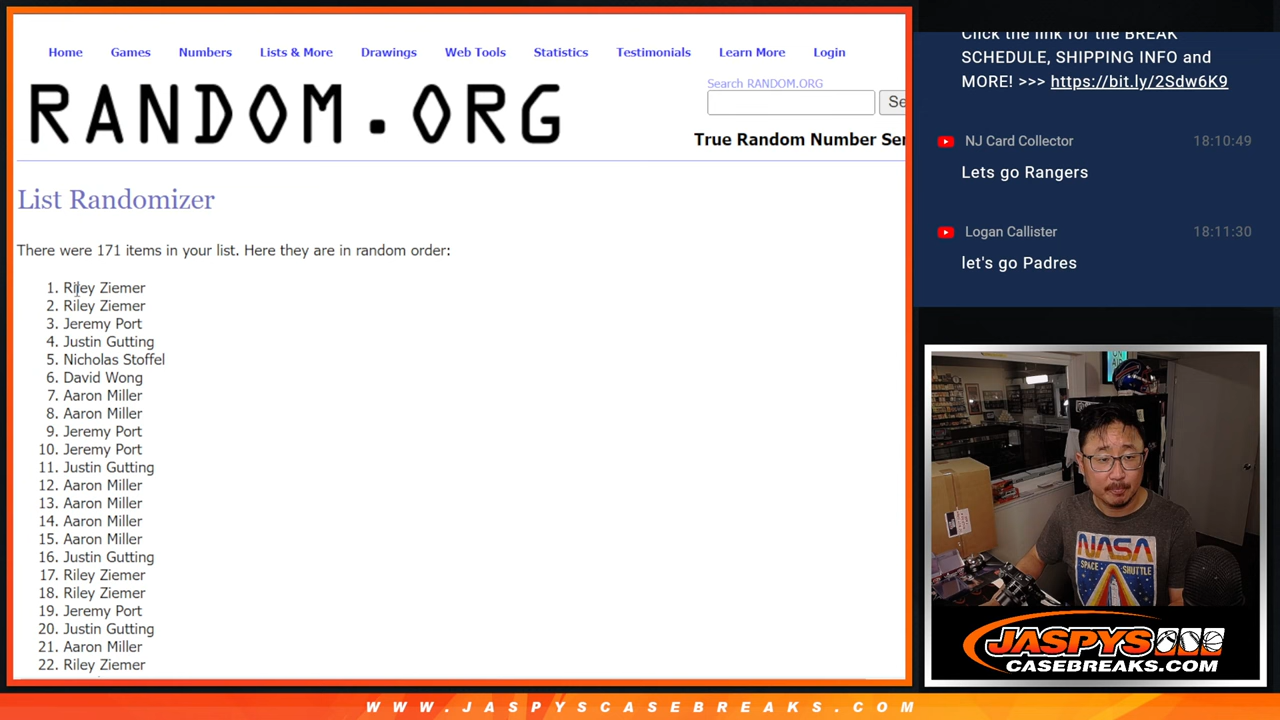 Home Games Numbers Lists & More Drawings Web Tools Statistics Testimonials Learn More Login
RANDOM.ORG
Search RANDOM.ORG
Se
True Random Number Ser
List Randomizer
There were 171 items in your list. Here they are in random order:
1. Riley Ziemer
2. Riley Ziemer
3. Jeremy Port
4. Justin Gutting
5. Nicholas Stoffel
6. David Wong
7. Aaron Miller
8. Aaron Miller
9. Jeremy Port
10. Jeremy Port
11. Justin Gutting
12. Aaron Miller
13. Aaron Miller
14. Aaron Miller
15. Aaron Miller
16. Justin Gutting
17. Riley Ziemer
18. Riley Ziemer
19. Jeremy Port
20. Justin Gutting
21. Aaron Miller
22. Riley Ziemer
Click the link for the BREAK
SCHEDULE, SHIPPING INFO and
MORE! >>> https://bit.ly/2Sdw6K9
NJ Card Collector 18:10:49
Lets go Rangers
Logan Callister 18:11:30
let's go Padres
NASA
SPACE SHUTTLE
JASPYS
CASEBREAKS.COM
WWW.JASPYSCASEBREAKS.COM